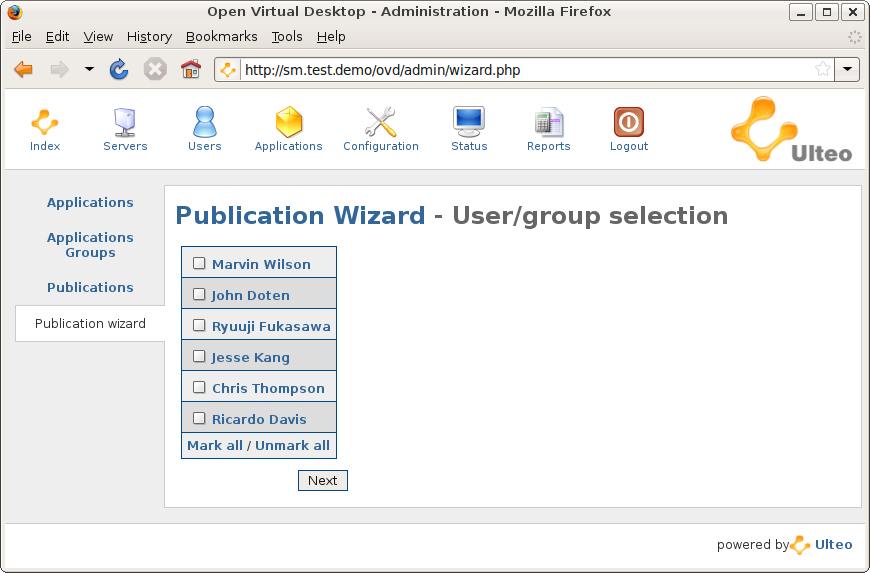 Open Virtual Desktop - Administration - Mozilla Firefox
File Edit View History Bookmarks Tools Help
http://sm.test.demo/ovd/admin/wizard.php
Index Servers Users Applications Configuration Status Reports Logout
Ulteo
Applications
Applications
Groups
Publications
Publication wizard
Publication Wizard - User/group selection
Marvin Wilson
John Doten
Ryuuji Fukasawa
Jesse Kang
Chris Thompson
Ricardo Davis
Mark all / Unmark all
Next
powered by Ulteo